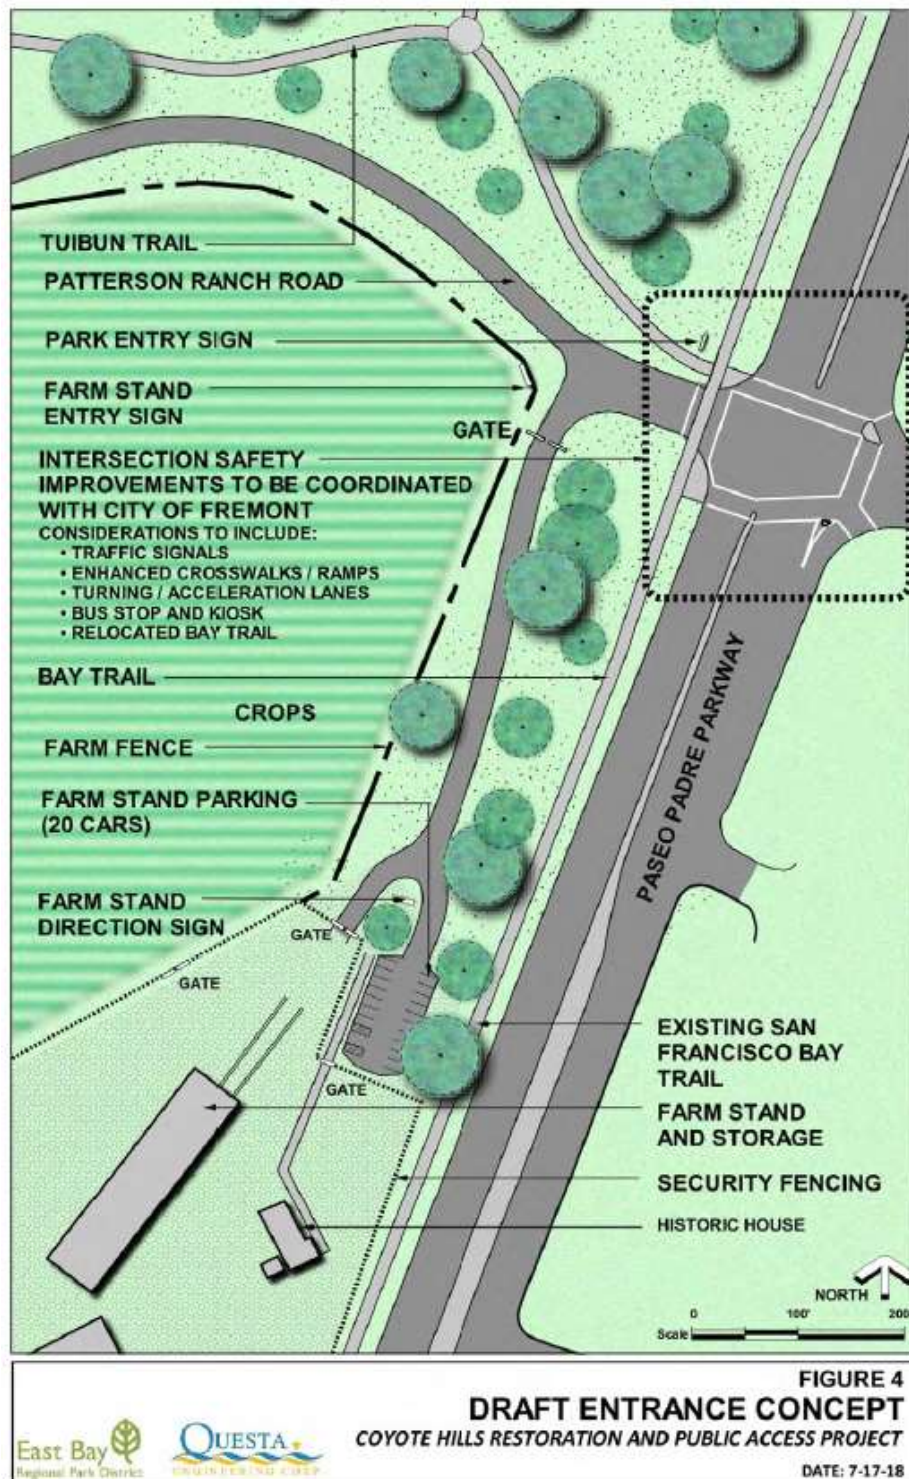 TUIBUN TRAIL
PATTERSON RANCH ROAD
PARK ENTRY SIGN
FARM STAND
ENTRY SIGN
GATE
INTERSECTION SAFETY
IMPROVEMENTS TO BE COORDINATED
WITH CITY OF FREMONT
CONSIDERATIONS TO INCLUDE:
• TRAFFIC SIGNALS
• ENHANCED CROSSWALKS / RAMPS
• TURNING / ACCELERATION LANES
• BUS STOP AND KIOSK
• RELOCATED BAY TRAIL
BAY TRAIL
CROPS
FARM FENCE
PASEO PADRE PARKWAY
FARM STAND PARKING
(20 CARS)
FARM STAND
DIRECTION SIGN
GATE
GATE
GATE
EXISTING SAN
FRANCISCO BAY
TRAIL
FARM STAND
AND STORAGE
SECURITY FENCING
HISTORIC HOUSE
NORTH
0 100' 200'
Scale
FIGURE 4
DRAFT ENTRANCE CONCEPT
COYOTE HILLS RESTORATION AND PUBLIC ACCESS PROJECT
DATE: 7-17-18
East Bay
Regional Park District
QUESTA
ENGINEERING CORP